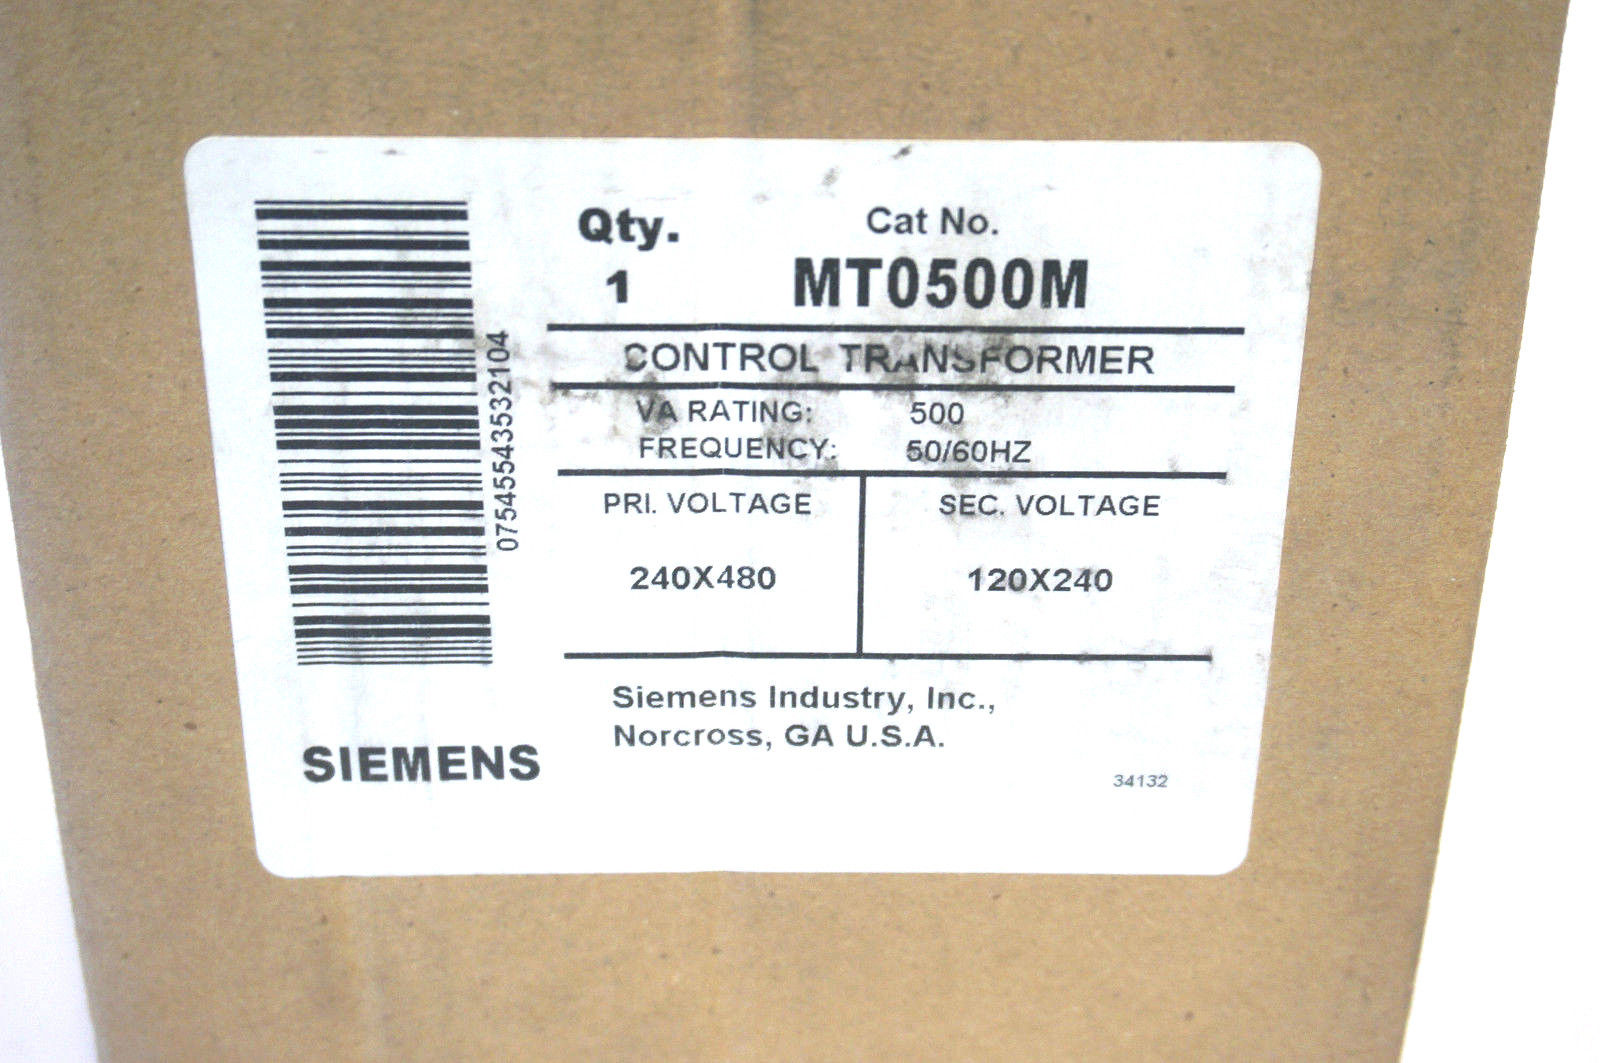 Qty. Cat No.
1 MT0500M
CONTROL TRANSFORMER
VA RATING: 500
FREQUENCY: 50/60HZ
PRI. VOLTAGE SEC. VOLTAGE
240X480 120X240
07545543532104
Siemens Industry, Inc.,
Norcross, GA U.S.A.
SIEMENS
34132